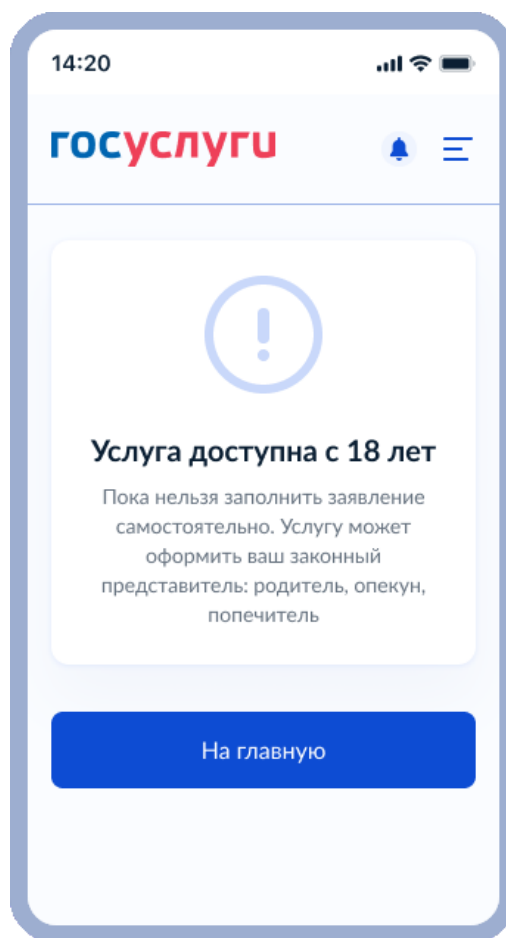 14:20
госуслуги
Услуга доступна с 18 лет
Пока нельзя заполнить заявление
самостоятельно. Услугу может
оформить ваш законный
представитель: родитель, опекун,
попечитель
На главную